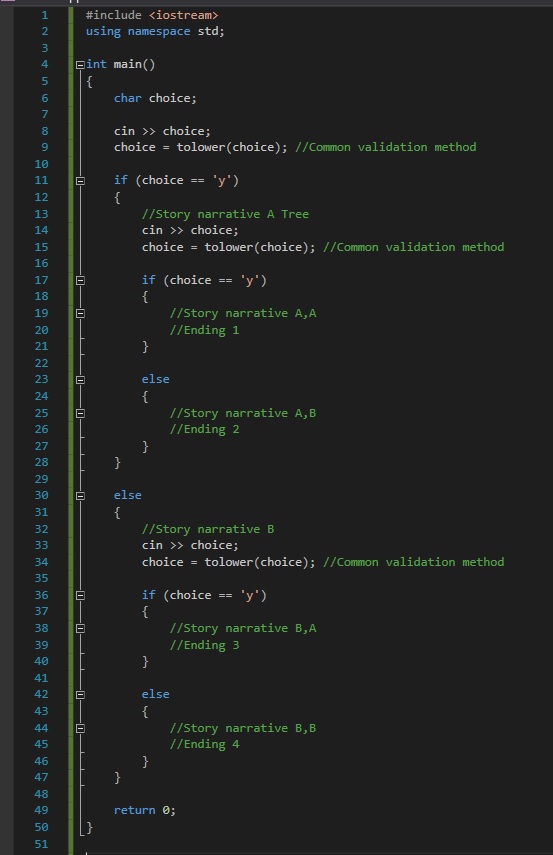 1 #include <iostream>
2 using namespace std;
3
4 int main()
5 {
6 char choice;
7
8 cin >> choice;
9 choice = tolower(choice); //Common validation method
10
11 if (choice == 'y')
12 {
13 //Story narrative A Tree
14 cin >> choice;
15 choice = tolower(choice); //Common validation method
16
17 if (choice == 'y')
18 {
19 //Story narrative A,A
20 //Ending 1
21 }
22
23 else
24 {
25 //Story narrative A,B
26 //Ending 2
27 }
28 }
29
30 else
31 {
32 //Story narrative B
33 cin >> choice;
34 choice = tolower(choice); //Common validation method
35
36 if (choice == 'y')
37 {
38 //Story narrative B,A
39 //Ending 3
40 }
41
42 else
43 {
44 //Story narrative B,B
45 //Ending 4
46 }
47 }
48
49 return 0;
50 }
51